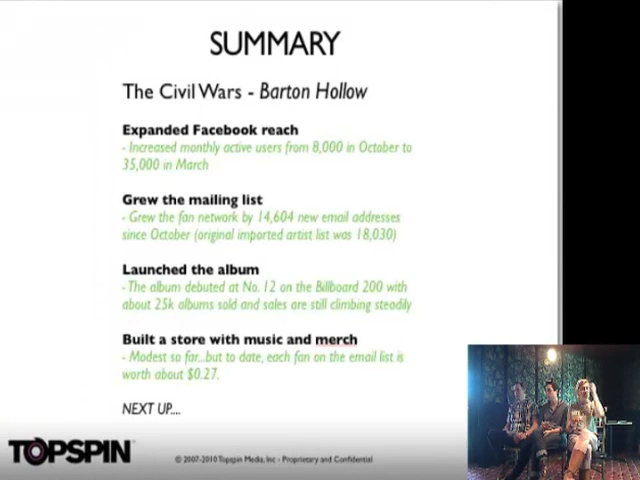 SUMMARY
The Civil Wars - Barton Hollow
Expanded Facebook reach
- Increased monthly active users from 8,000 in October to
35,000 in March
Grew the mailing list
- Grew the fan network by 14,604 new email addresses
since October (original imported artist list was 18,030)
Launched the album
- The album debuted at No. 12 on the Billboard 200 with
about 25k albums sold and sales are still climbing steadily
Built a store with music and merch
- Modest so far...but to date, each fan on the email list is
worth about $0.27.
NEXT UP....
TOPSPIN
© 2007-2010 Topspin Media, Inc - Proprietary and Confidential